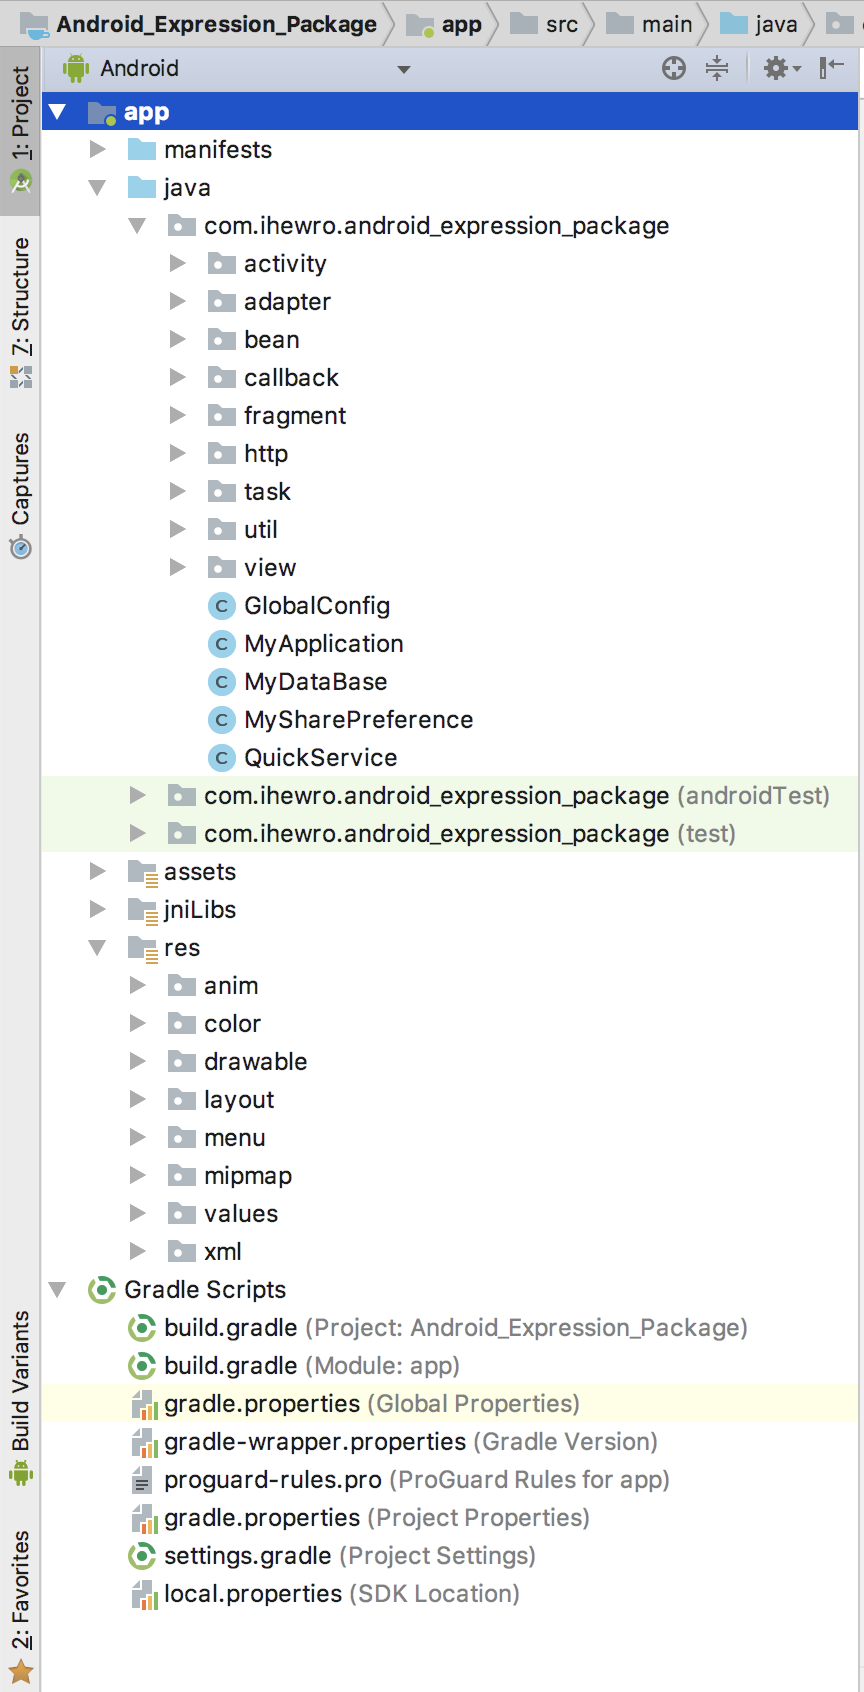 Android_Expression_Package app src main java
Android
1: Project
7: Structure
Captures
Build Variants
2: Favorites
app
manifests
java
com.ihewro.android_expression_package
activity
adapter
bean
callback
fragment
http
task
util
view
C GlobalConfig
C MyApplication
C MyDataBase
C MySharePreference
C QuickService
com.ihewro.android_expression_package (androidTest)
com.ihewro.android_expression_package (test)
assets
jniLibs
res
anim
color
drawable
layout
menu
mipmap
values
xml
Gradle Scripts
build.gradle (Project: Android_Expression_Package)
build.gradle (Module: app)
gradle.properties (Global Properties)
gradle-wrapper.properties (Gradle Version)
proguard-rules.pro (ProGuard Rules for app)
gradle.properties (Project Properties)
settings.gradle (Project Settings)
local.properties (SDK Location)